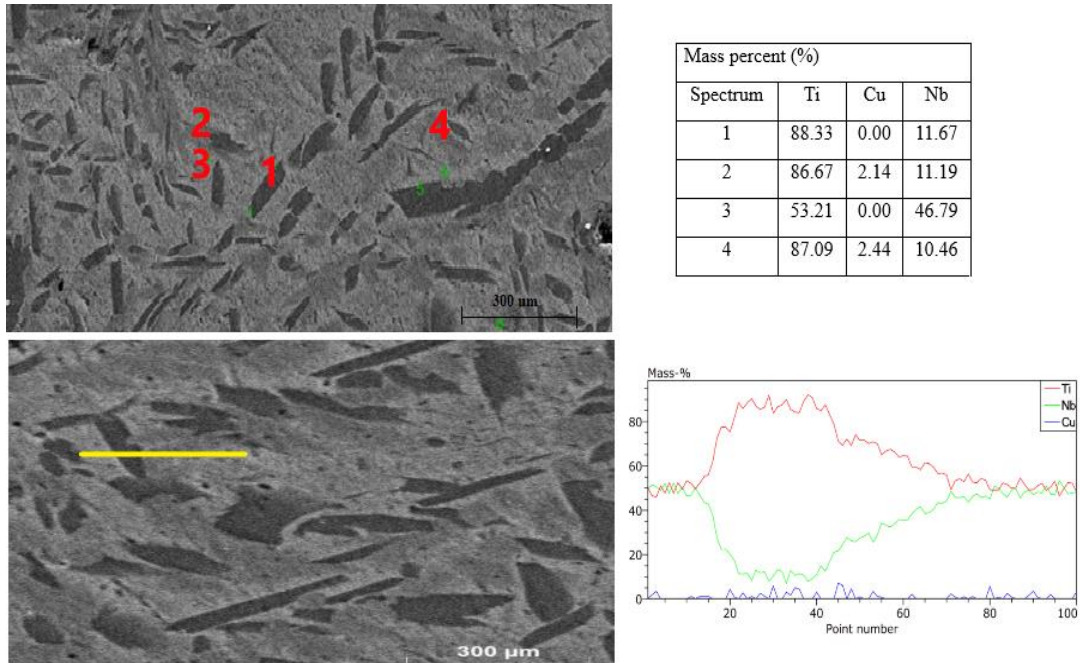 2
3
1
4
5
300 um
Mass percent (%)
Spectrum Ti Cu Nb
1 88.33 0.00 11.67
2 86.67 2.14 11.19
3 53.21 0.00 46.79
4 87.09 2.44 10.46
300 μm
Mass-%
Ti
Nb
Cu
80
60
40
20
0
20 40 60 80 100
Point number